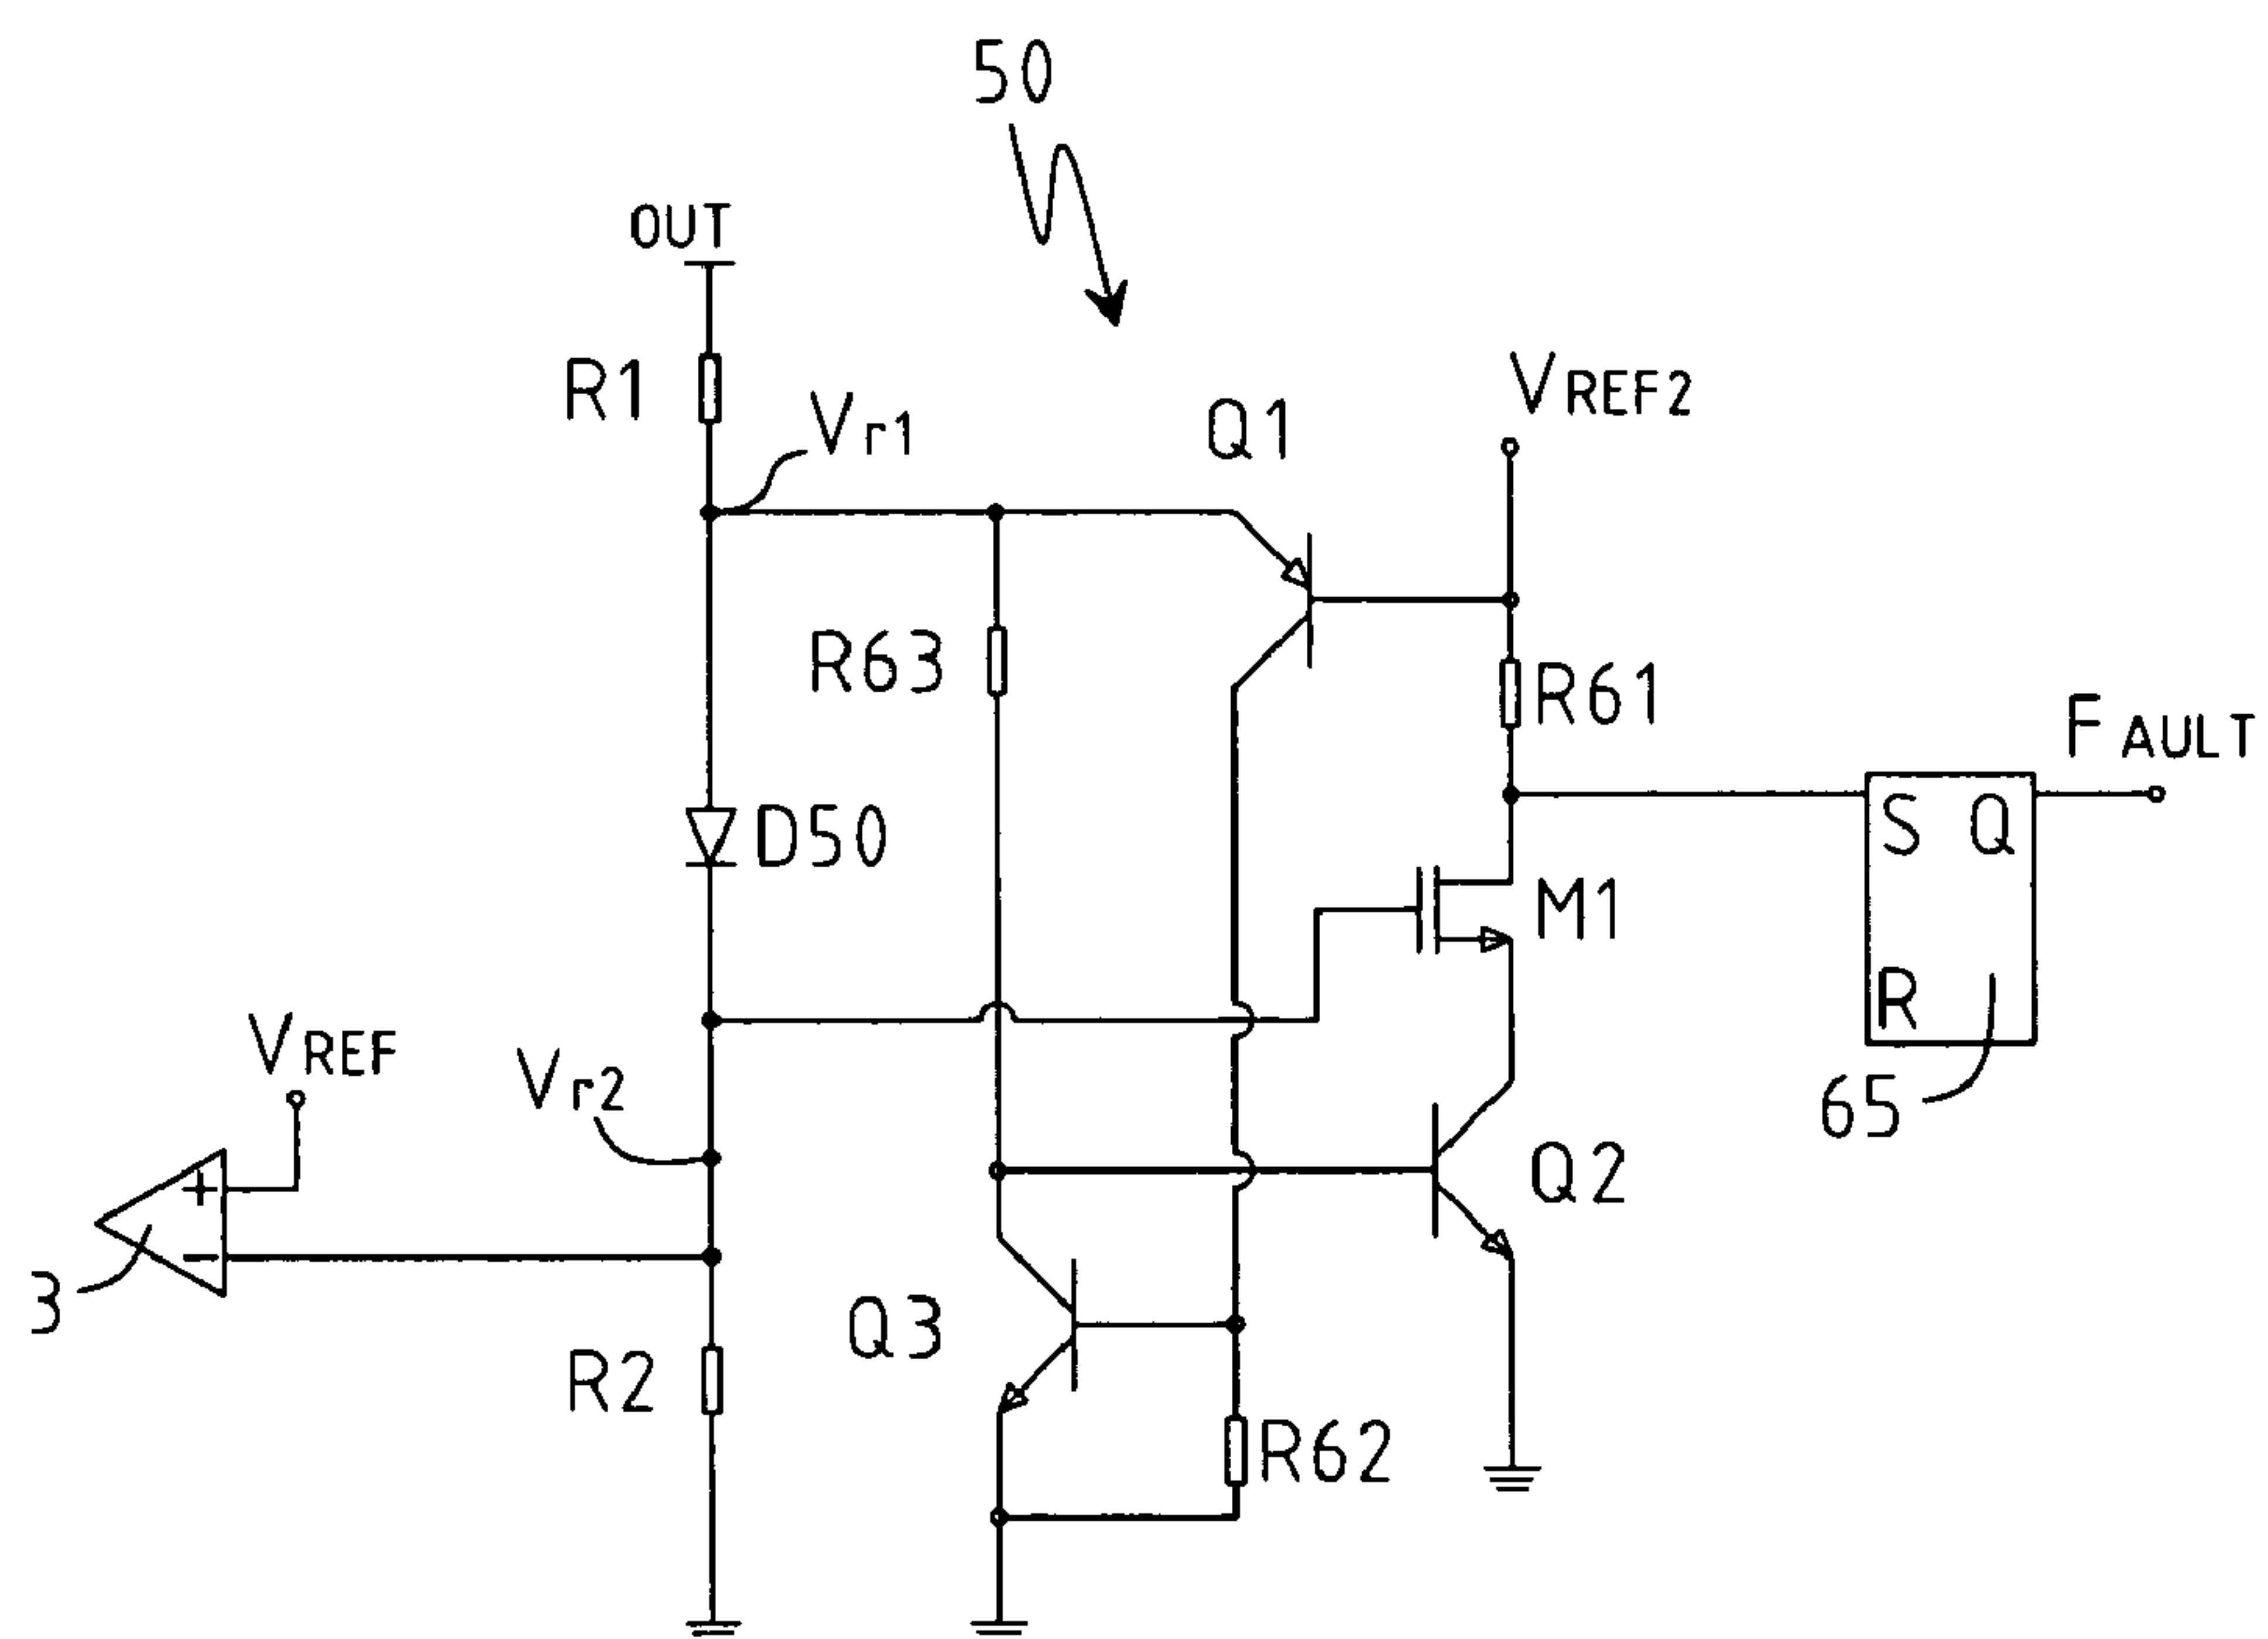 50
OUT
R1
Vr1
Q1
VREF2
R63
R61
FAULT
D50
S Q
M1
R
VREF
Vr2
65
Q2
+
−
3
Q3
R2
R62